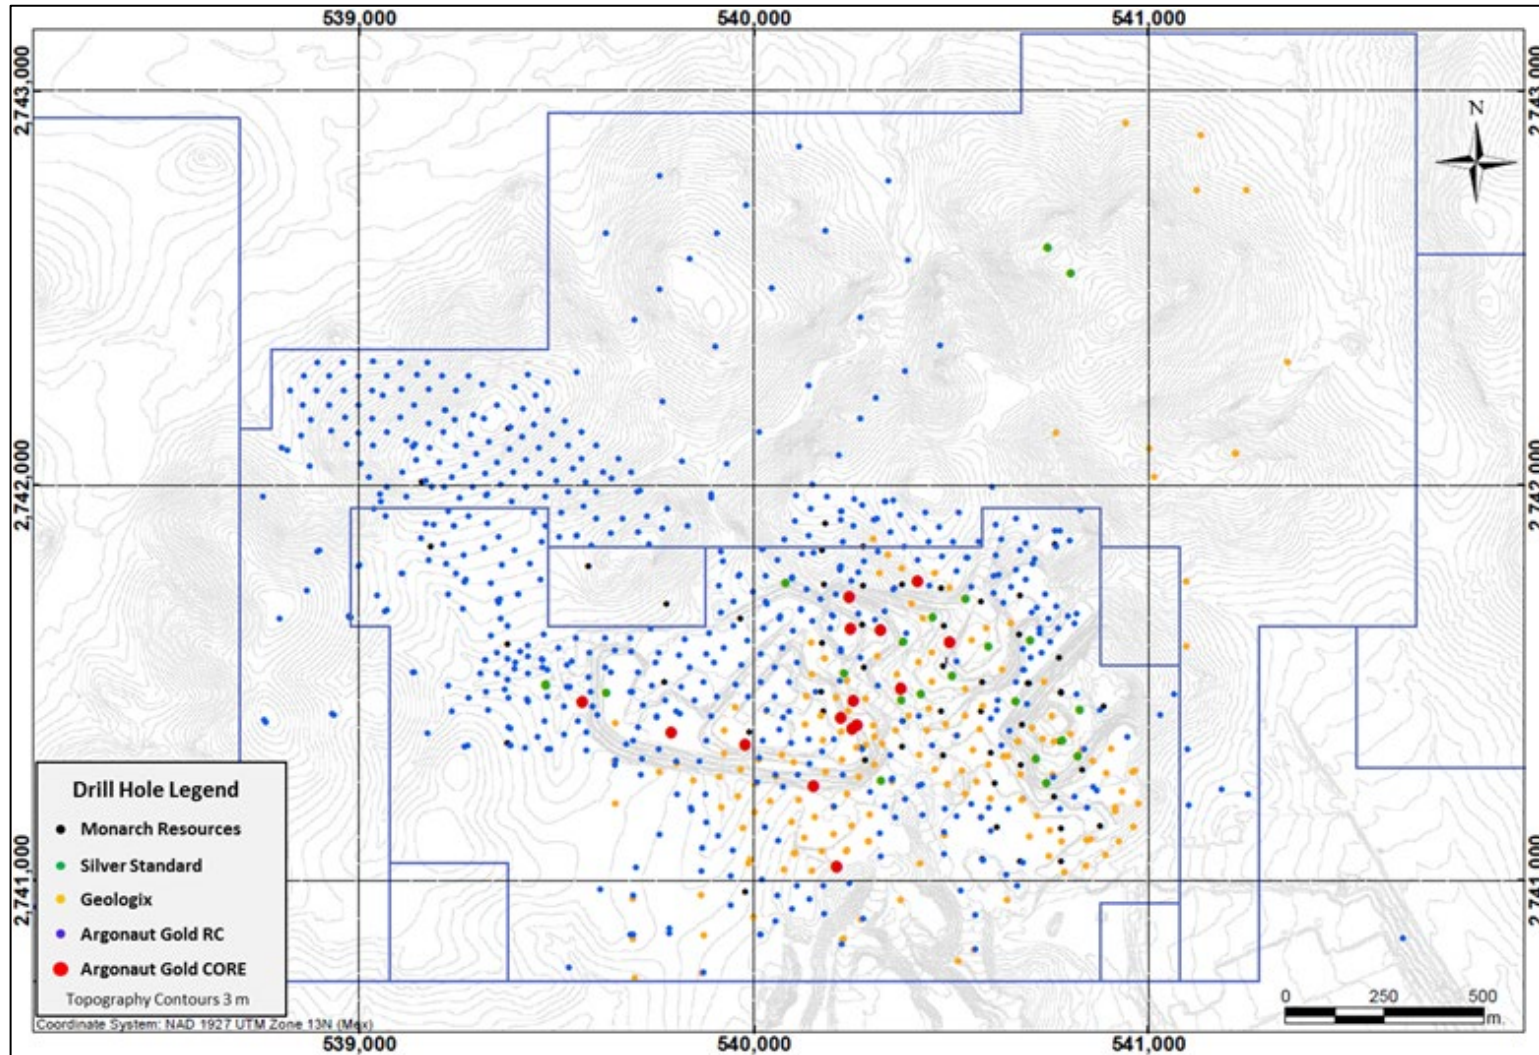 539,000 540,000 541,000
2,743,000
2,743,000
N
2,742,000
2,742,000
2,741,000
2,741,000
Drill Hole Legend
Monarch Resources
Silver Standard
Geologix
Argonaut Gold RC
Argonaut Gold CORE
Topography Contours 3 m
Coordinate System: NAD 1927 UTM Zone 13N (Mex)
0 250 500
m.
539,000 540,000 541,000